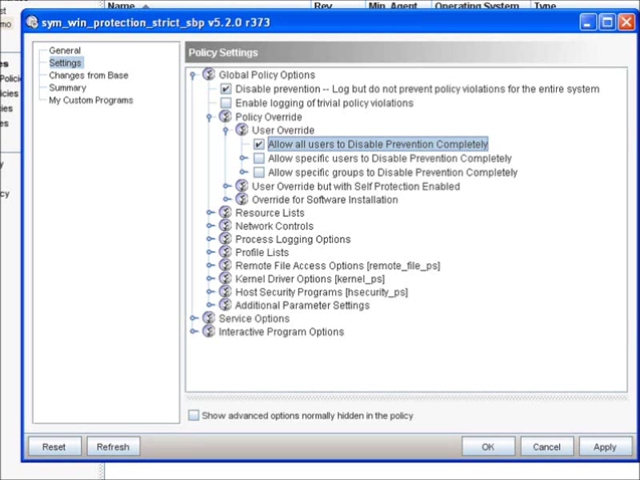 Name
Rev
Min. Agent
Operating System
Type
sym_win_protection_strict_sbp v5.2.0 r373
General
Settings
Changes from Base
Summary
My Custom Programs
Policy Settings
Global Policy Options
Disable prevention -- Log but do not prevent policy violations for the entire system
Enable logging of trivial policy violations
Policy Override
User Override
Allow all users to Disable Prevention Completely
Allow specific users to Disable Prevention Completely
Allow specific groups to Disable Prevention Completely
User Override but with Self Protection Enabled
Override for Software Installation
Resource Lists
Network Controls
Process Logging Options
Profile Lists
Remote File Access Options [remote_file_ps]
Kernel Driver Options [kernel_ps]
Host Security Programs [hsecurity_ps]
Additional Parameter Settings
Service Options
Interactive Program Options
Show advanced options normally hidden in the policy
Reset
Refresh
OK
Cancel
Apply